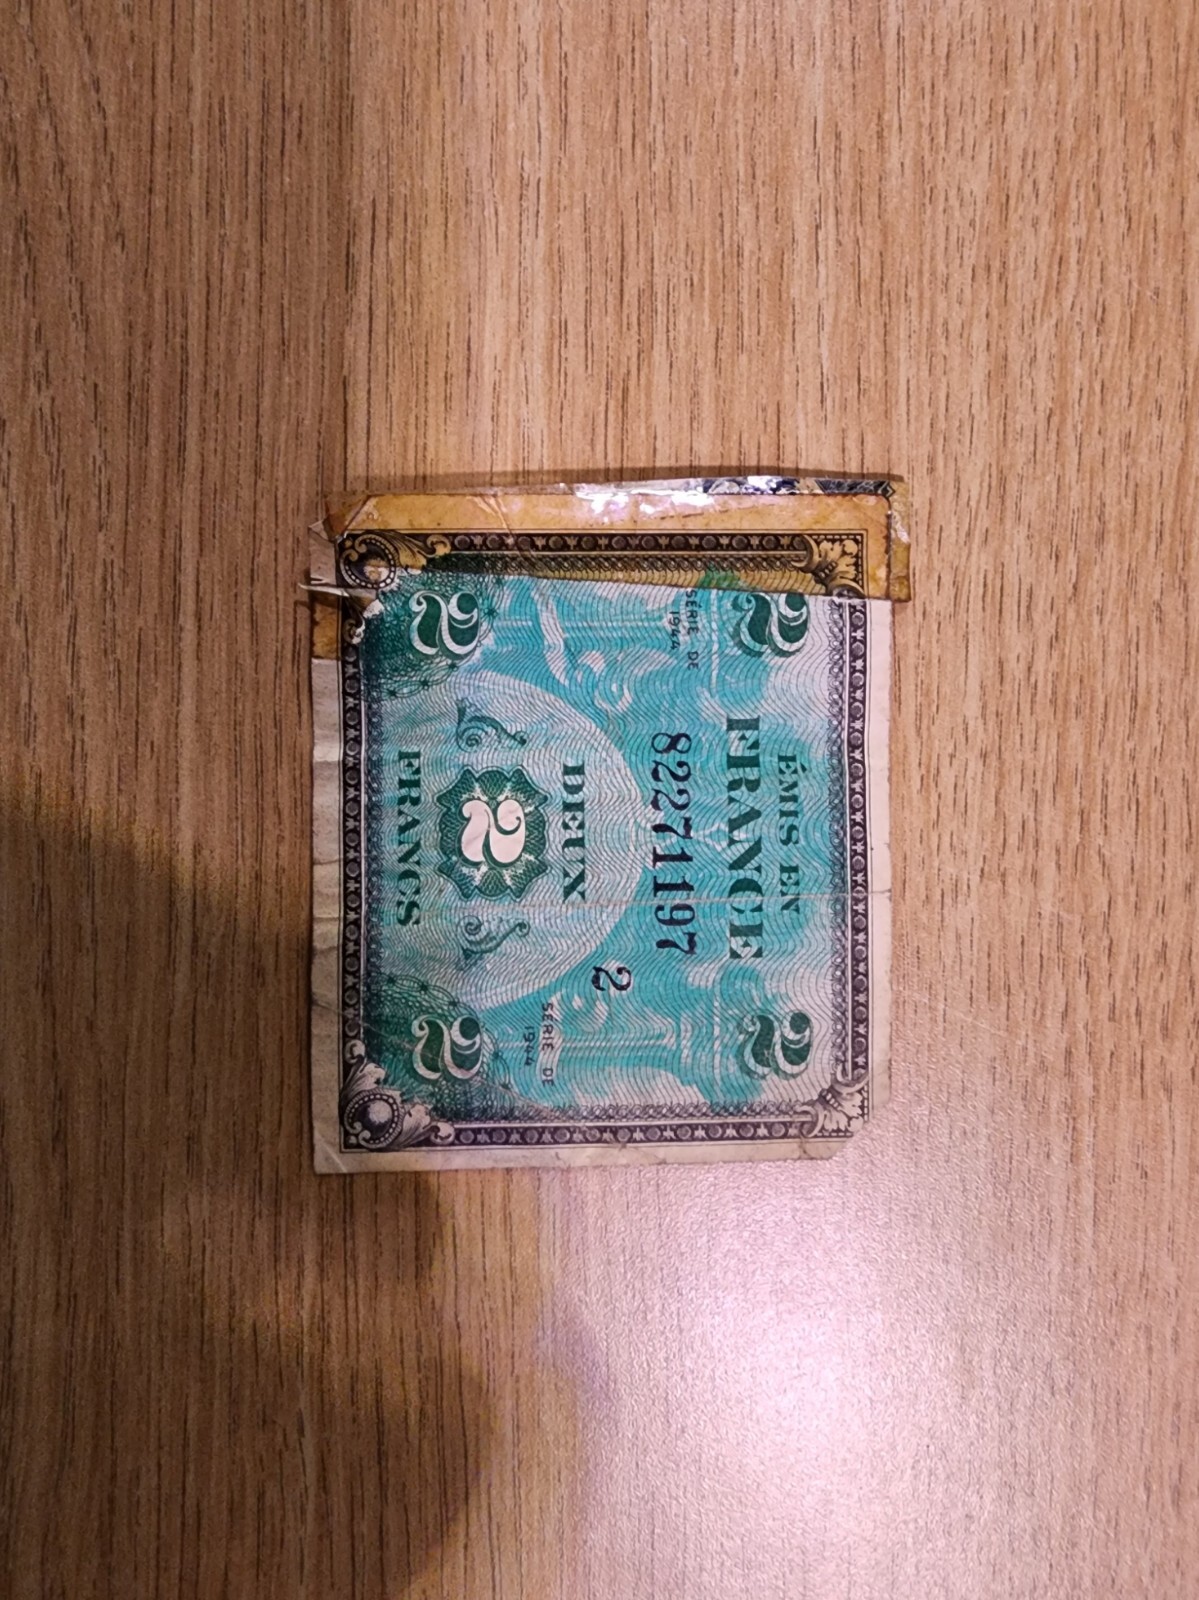 ÉMIS EN
2 FRANCE 2
SÉRIE DE
1944
82271197
2
DEUX
SÉRIE DE
1944
2
2 FRANCS 2